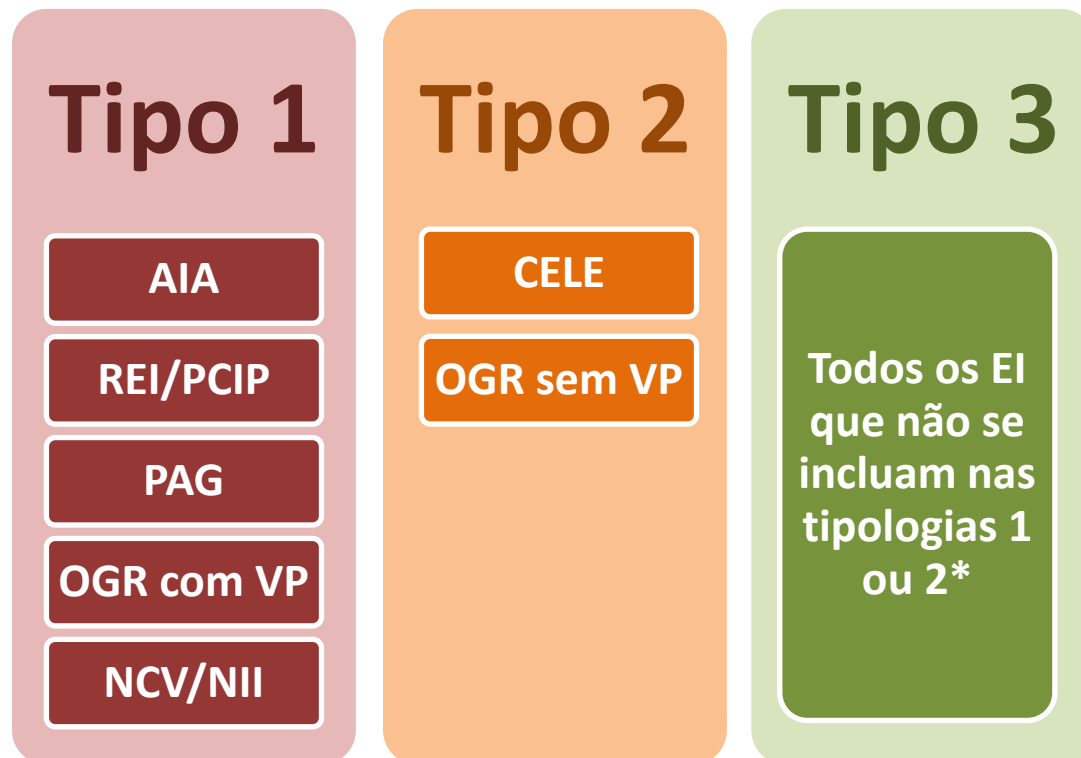 Tipo 1
AIA
REI/PCIP
PAG
OGR com VP
NCV/NII
Tipo 2
CELE
OGR sem VP
Tipo 3
Todos os EI
que não se
incluam nas
tipologias 1
ou 2*